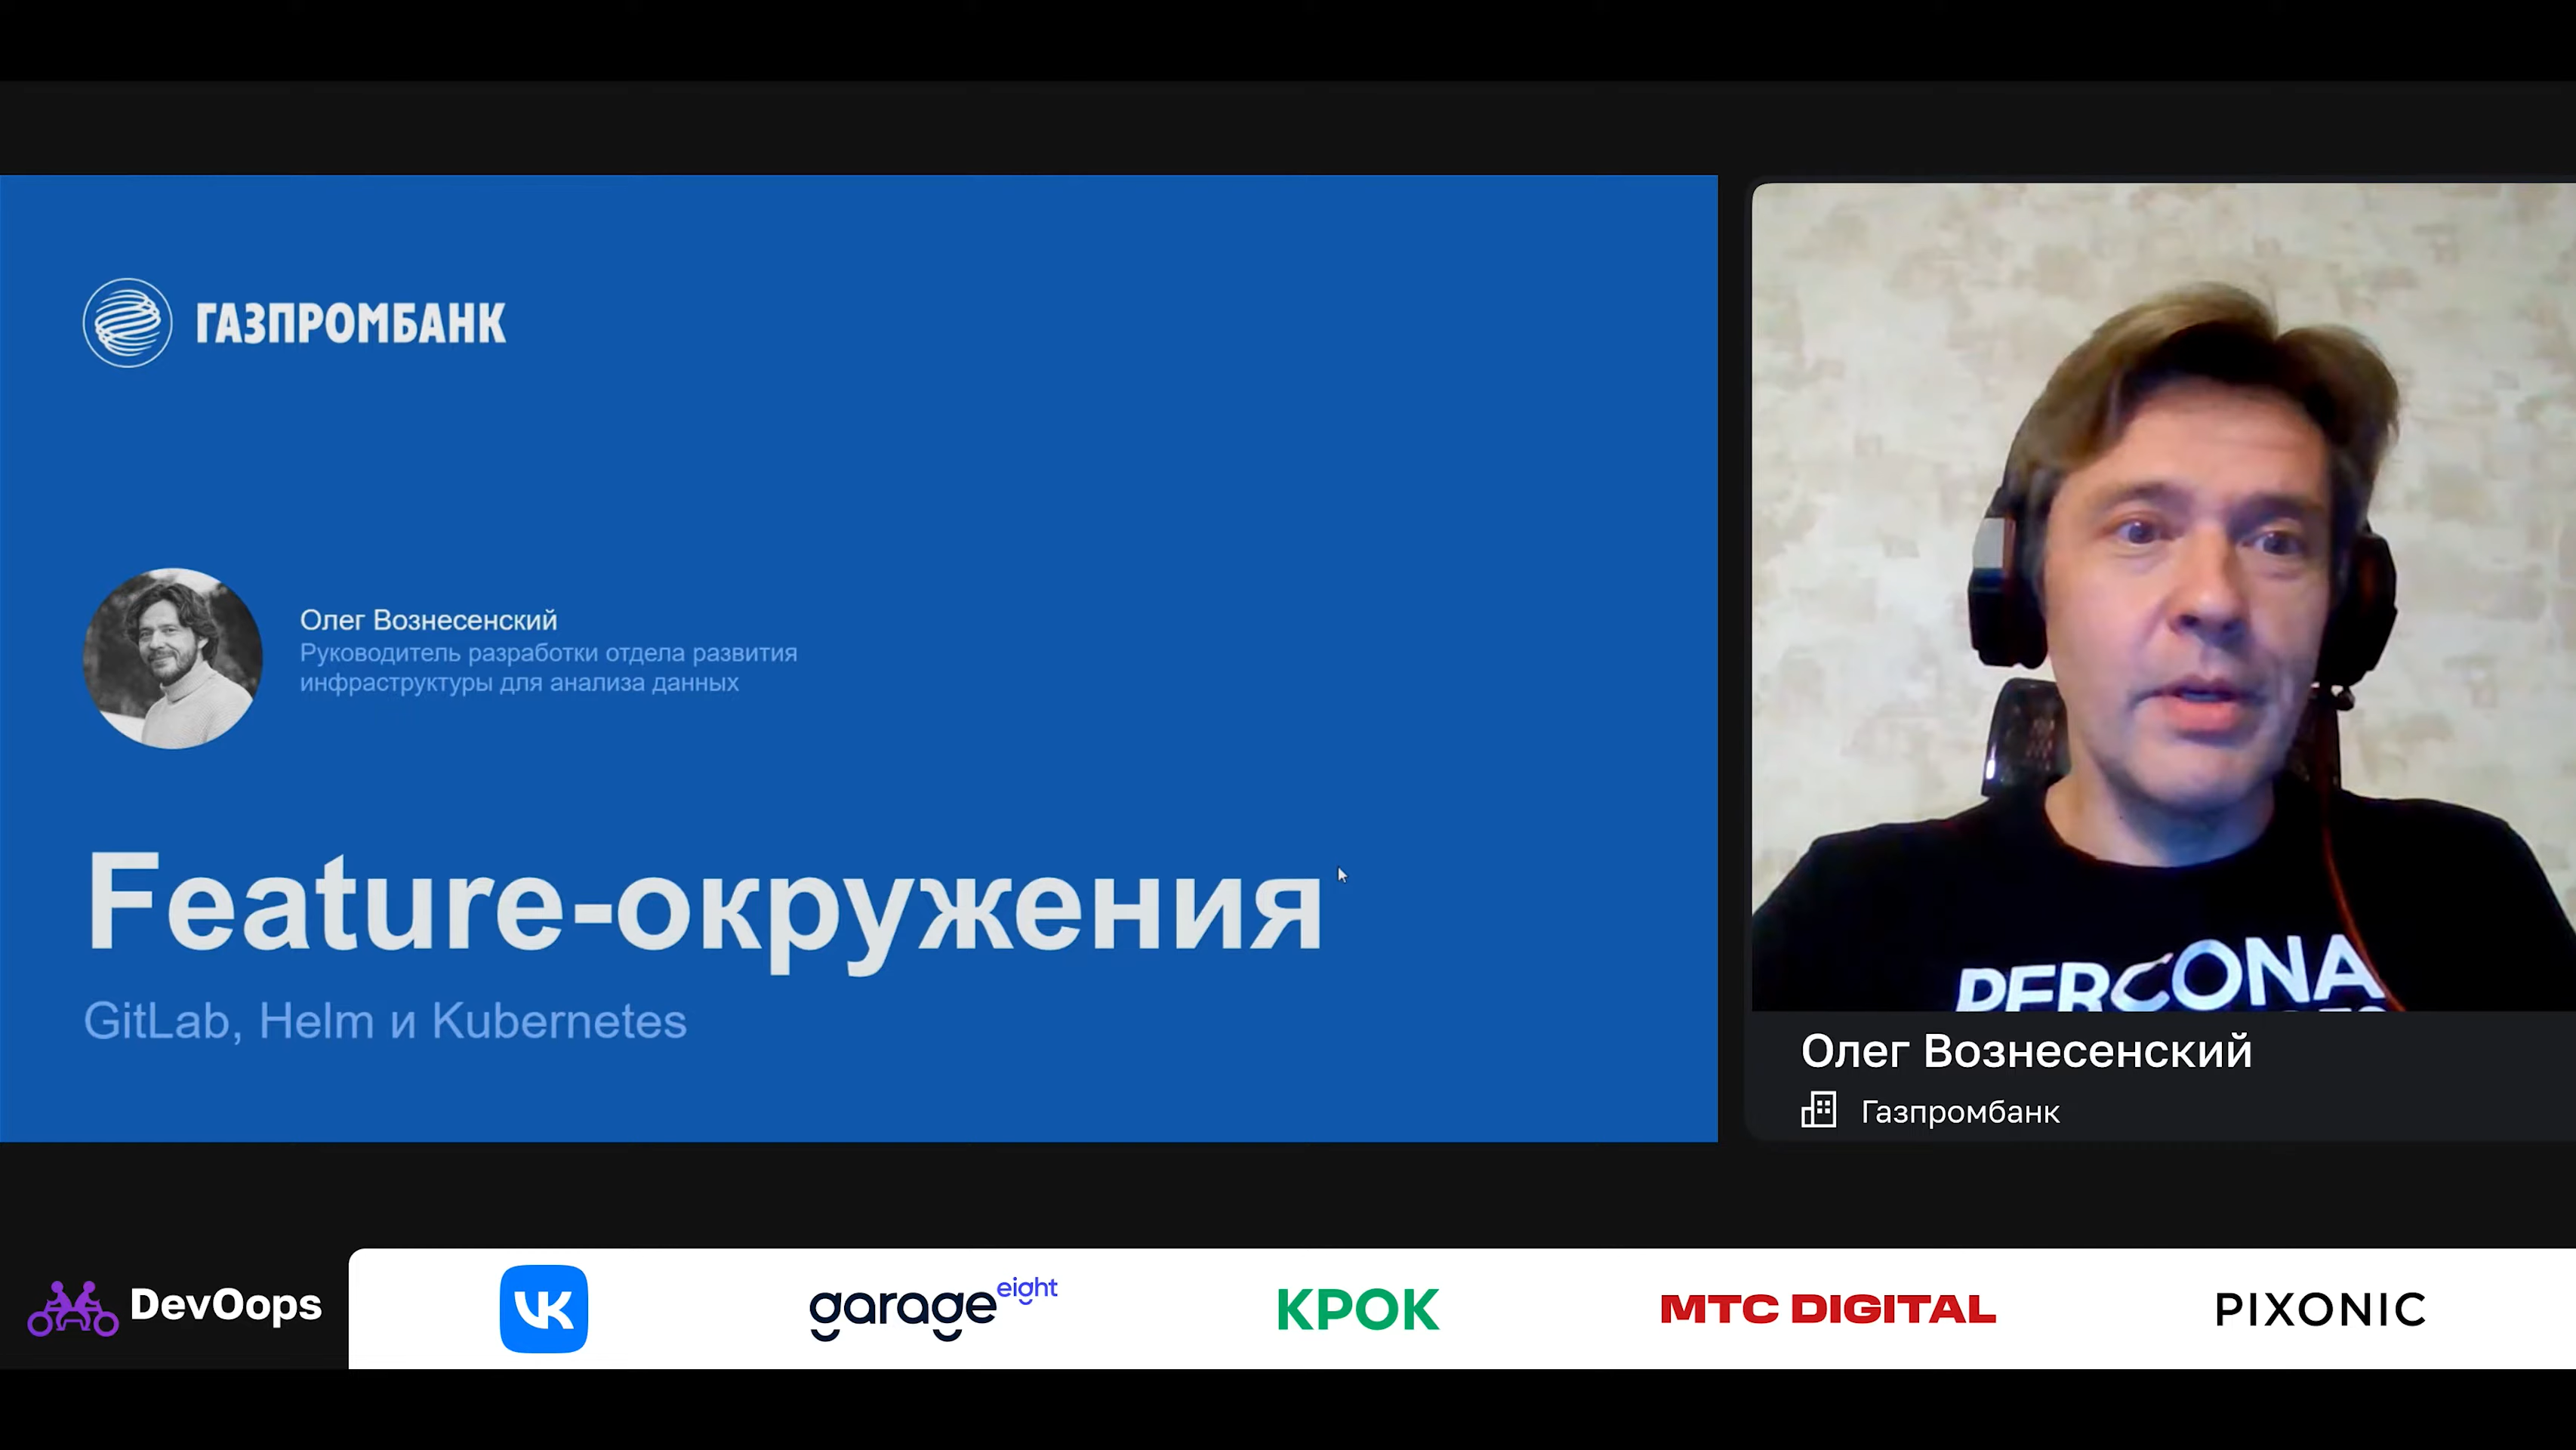 ГАЗПРОМБАНК
Олег Вознесенский
Руководитель разработки отдела развития
инфраструктуры для анализа данных
Feature-окружения
GitLab, Helm и Kubernetes
PERCONA
Олег Вознесенский
Газпромбанк
DevOops
VK
garage eight
КРОК
МТС DIGITAL
PIXONIC